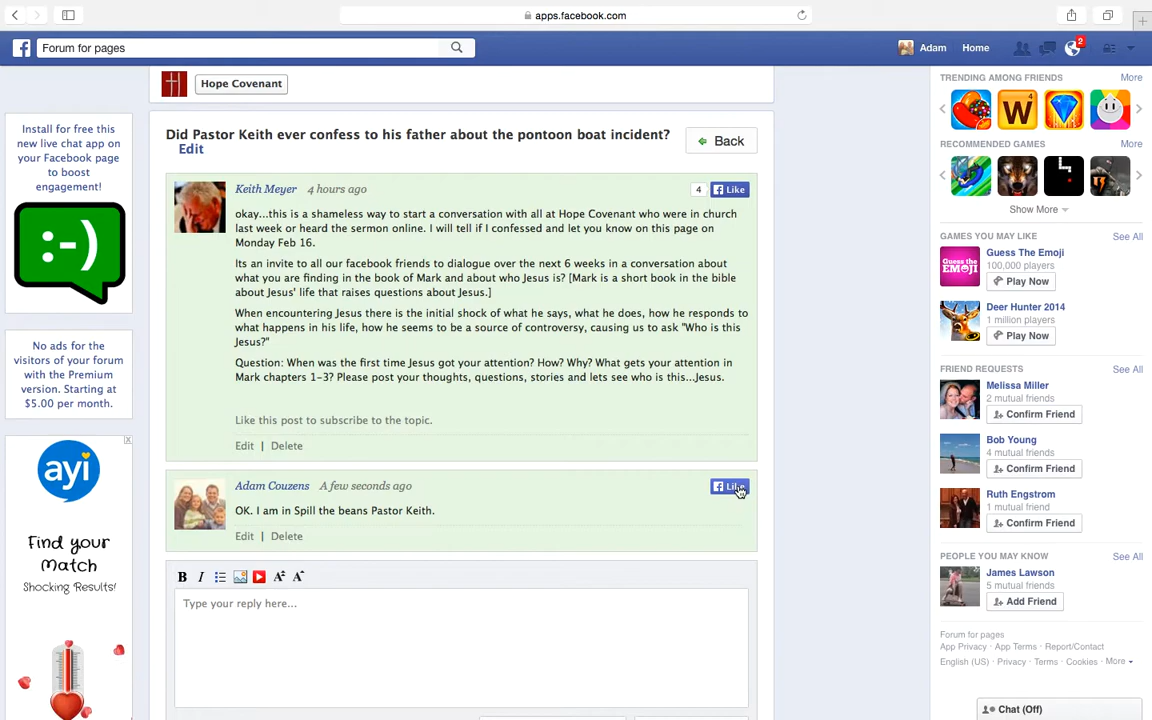 apps.facebook.com
Forum for pages
Adam
Home
2
Hope Covenant
Did Pastor Keith ever confess to his father about the pontoon boat incident?
Edit
Back
Install for free this
new live chat app on
your Facebook page
to boost
engagement!
:-)
No ads for the
visitors of your forum
with the Premium
version. Starting at
$5.00 per month.
ayi
Find your
Match
Shocking Results!
Keith Meyer 4 hours ago
4 Like
okay...this is a shameless way to start a conversation with all at Hope Covenant who were in church
last week or heard the sermon online. I will tell if I confessed and let you know on this page on
Monday Feb 16.
Its an invite to all our facebook friends to dialogue over the next 6 weeks in a conversation about
what you are finding in the book of Mark and about who Jesus is? [Mark is a short book in the bible
about Jesus' life that raises questions about Jesus.]
When encountering Jesus there is the initial shock of what he says, what he does, how he responds to
what happens in his life, how he seems to be a source of controversy, causing us to ask "Who is this
Jesus?"
Question: When was the first time Jesus got your attention? How? Why? What gets your attention in
Mark chapters 1-3? Please post your thoughts, questions, stories and lets see who is this...Jesus.
Like this post to subscribe to the topic.
Edit | Delete
Adam Couzens A few seconds ago
Like
OK. I am in Spill the beans Pastor Keith.
Edit | Delete
B I A A
Type your reply here...
TRENDING AMONG FRIENDS More
W
4
RECOMMENDED GAMES More
Show More
GAMES YOU MAY LIKE See All
Guess the
EMOJI
Guess The Emoji
100,000 players
Play Now
Deer Hunter 2014
1 million players
Play Now
FRIEND REQUESTS See All
Melissa Miller
2 mutual friends
Confirm Friend
Bob Young
4 mutual friends
Confirm Friend
Ruth Engstrom
1 mutual friend
Confirm Friend
PEOPLE YOU MAY KNOW See All
James Lawson
5 mutual friends
Add Friend
Forum for pages
App Privacy · App Terms · Report/Contact
English (US) · Privacy · Terms · Cookies · More
Chat (Off)